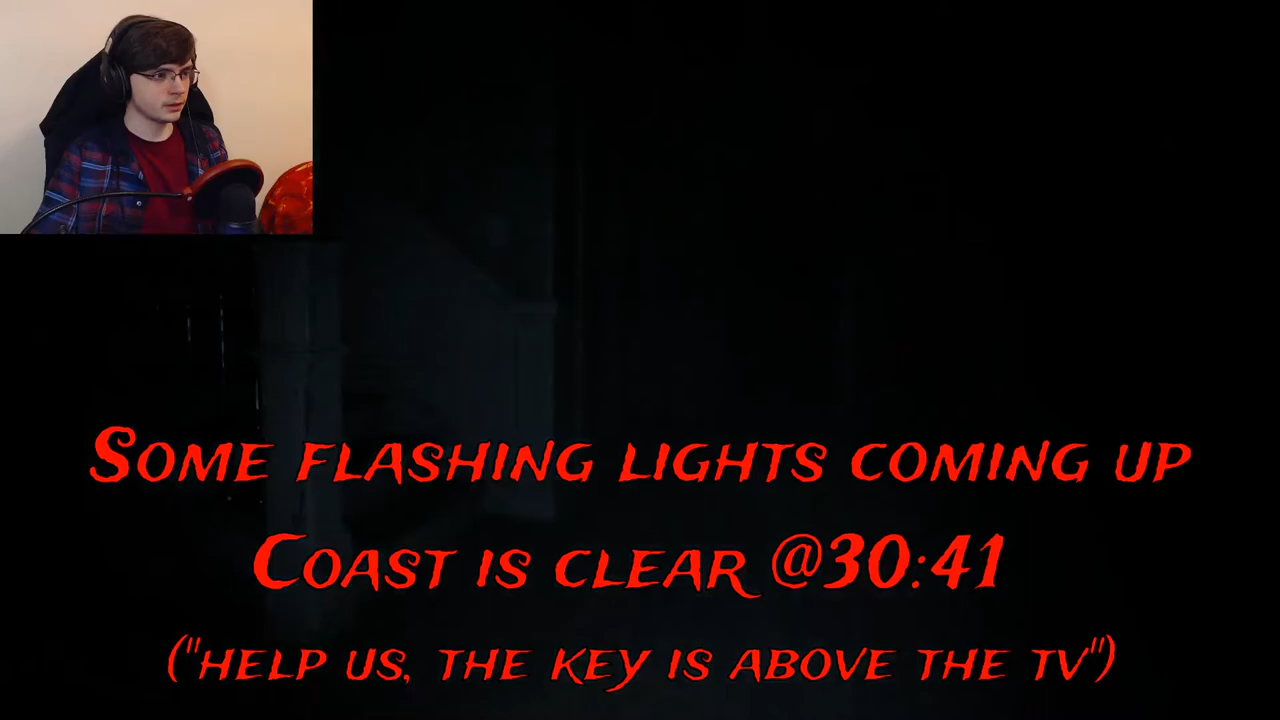 Some flashing lights coming up
Coast is clear @30:41
("help us, the key is above the tv")